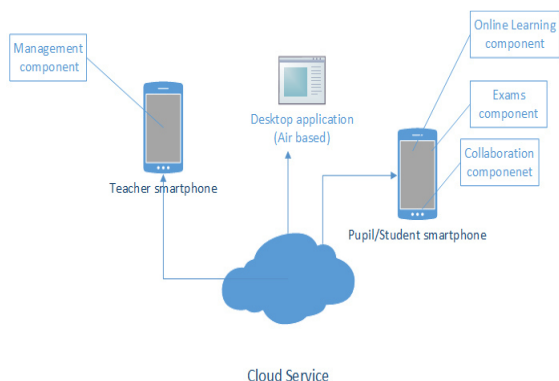 Management
component
Online Learning
component
Exams
component
Collaboration
componenet
Desktop application
(Air based)
Teacher smartphone
Pupil/Student smartphone
Cloud Service